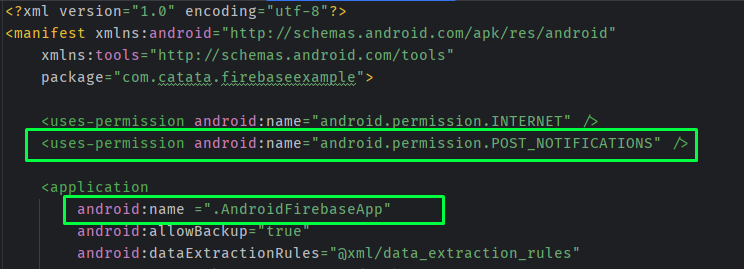 <?xml version="1.0" encoding="utf-8"?>
<manifest xmlns:android="http://schemas.android.com/apk/res/android"
    xmlns:tools="http://schemas.android.com/tools"
    package="com.catata.firebaseexample">
    <uses-permission android:name="android.permission.INTERNET" />
    <uses-permission android:name="android.permission.POST_NOTIFICATIONS" />
    <application
        android:name =".AndroidFirebaseApp"
        android:allowBackup="true"
        android:dataExtractionRules="@xml/data_extraction_rules"